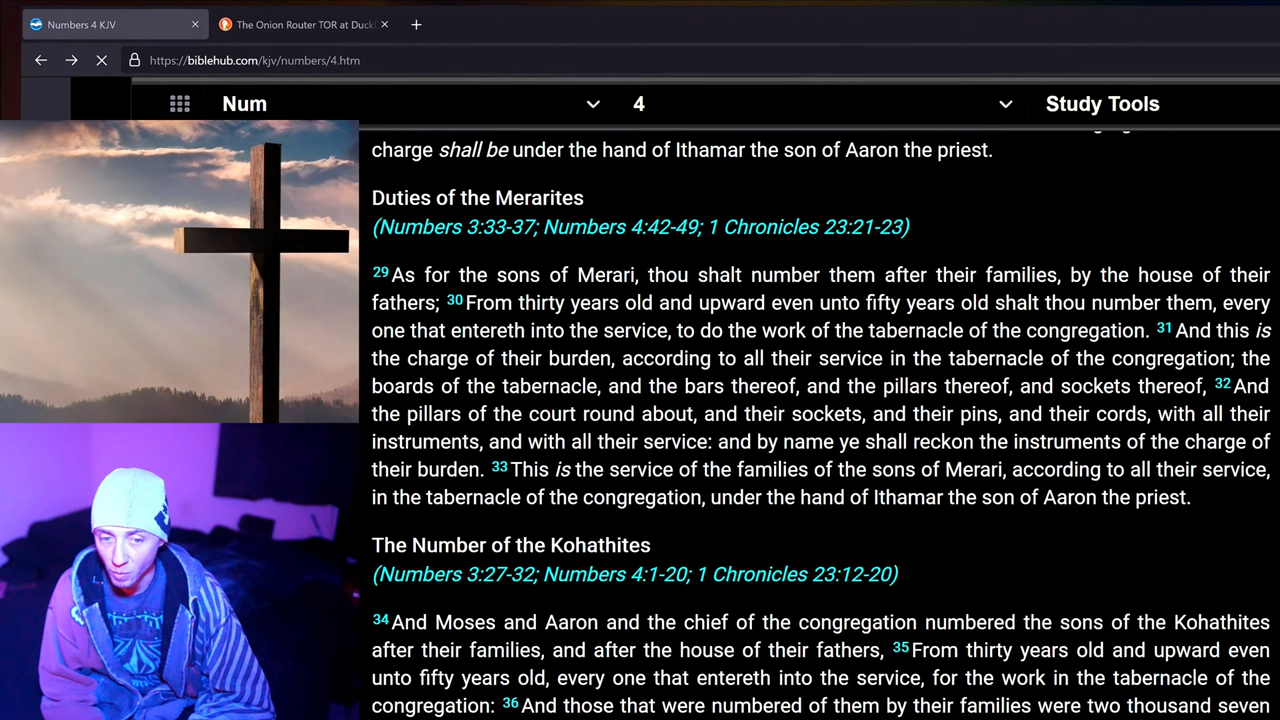 Numbers 4 KJV
The Onion Router TOR at Duck
https://biblehub.com/kjv/numbers/4.htm
Num 4 Study Tools
charge shall be under the hand of Ithamar the son of Aaron the priest.
Duties of the Merarites
(Numbers 3:33-37; Numbers 4:42-49; 1 Chronicles 23:21-23)
29 As for the sons of Merari, thou shalt number them after their families, by the house of their
fathers; 30 From thirty years old and upward even unto fifty years old shalt thou number them, every
one that entereth into the service, to do the work of the tabernacle of the congregation. 31 And this is
the charge of their burden, according to all their service in the tabernacle of the congregation; the
boards of the tabernacle, and the bars thereof, and the pillars thereof, and sockets thereof, 32 And
the pillars of the court round about, and their sockets, and their pins, and their cords, with all their
instruments, and with all their service: and by name ye shall reckon the instruments of the charge of
their burden. 33 This is the service of the families of the sons of Merari, according to all their service,
in the tabernacle of the congregation, under the hand of Ithamar the son of Aaron the priest.
The Number of the Kohathites
(Numbers 3:27-32; Numbers 4:1-20; 1 Chronicles 23:12-20)
34 And Moses and Aaron and the chief of the congregation numbered the sons of the Kohathites
after their families, and after the house of their fathers, 35 From thirty years old and upward even
unto fifty years old, every one that entereth into the service, for the work in the tabernacle of the
congregation: 36 And those that were numbered of them by their families were two thousand seven